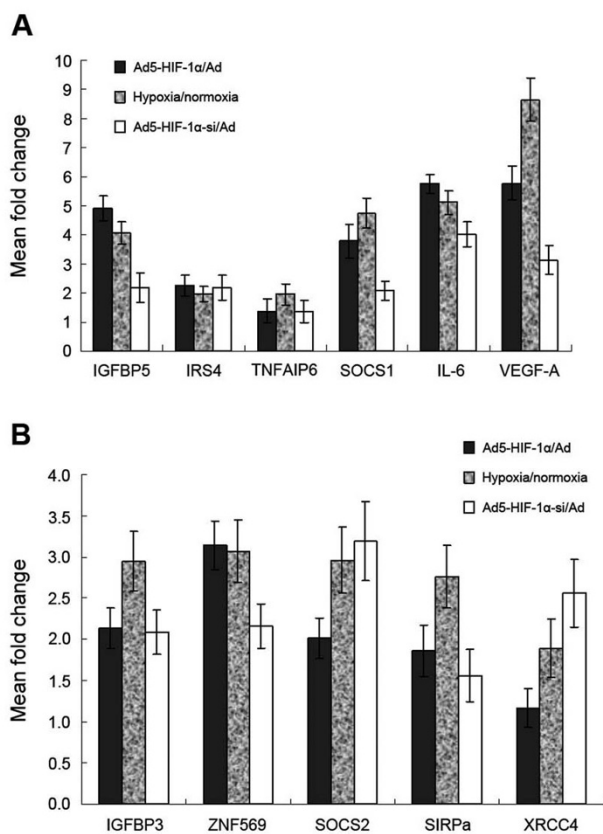 A
Ad5-HIF-1α/Ad
Hypoxia/normoxia
Ad5-HIF-1α-si/Ad
Mean fold change
10
9
8
7
6
5
4
3
2
1
0
IGFBP5 IRS4 TNFAIP6 SOCS1 IL-6 VEGF-A
B
Ad5-HIF-1α/Ad
Hypoxia/normoxia
Ad5-HIF-1α-si/Ad
Mean fold change
4.0
3.5
3.0
2.5
2.0
1.5
1.0
0.5
0.0
IGFBP3 ZNF569 SOCS2 SIRPa XRCC4